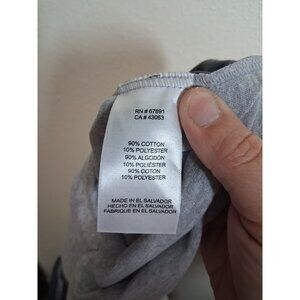 RN # 67891
CA # 43063
90% COTTON
10% POLYESTER
90% ALGODÓN
10% POLIÉSTER
90% COTON
10% POLYESTER
MADE IN EL SALVADOR
HECHO EN EL SALVADOR
FABRIQUE EN EL SALVADOR